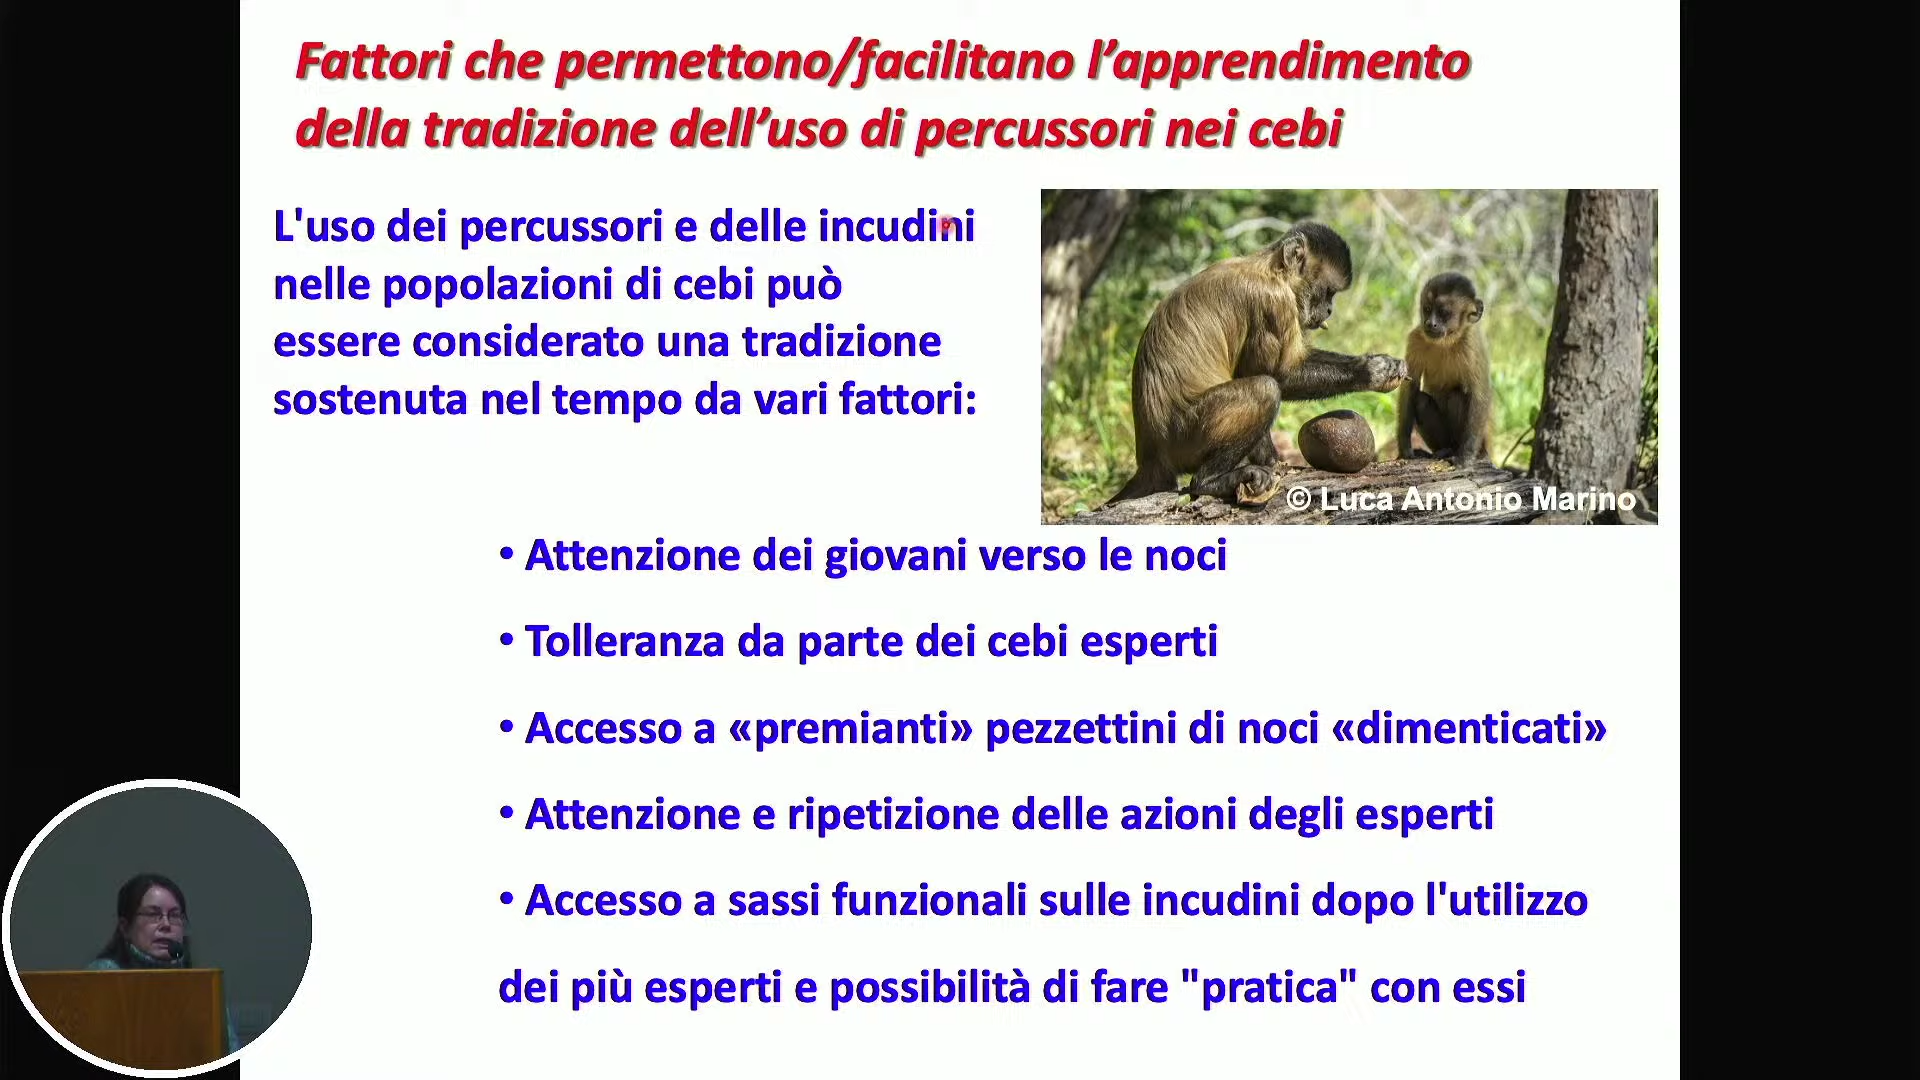 Fattori che permettono/facilitano l’apprendimento
della tradizione dell’uso di percussori nei cebi
L'uso dei percussori e delle incudini
nelle popolazioni di cebi può
essere considerato una tradizione
sostenuta nel tempo da vari fattori:
© Luca Antonio Marino
• Attenzione dei giovani verso le noci
• Tolleranza da parte dei cebi esperti
• Accesso a «premianti» pezzettini di noci «dimenticati»
• Attenzione e ripetizione delle azioni degli esperti
• Accesso a sassi funzionali sulle incudini dopo l'utilizzo
dei più esperti e possibilità di fare "pratica" con essi